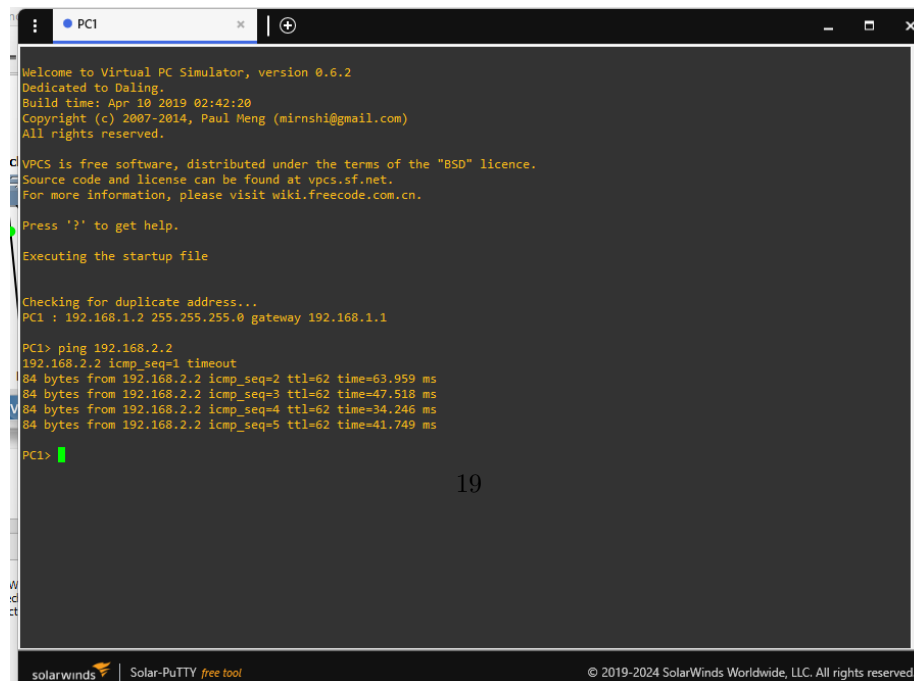 PC1
Welcome to Virtual PC Simulator, version 0.6.2
Dedicated to Daling.
Build time: Apr 10 2019 02:42:20
Copyright (c) 2007-2014, Paul Meng (mirnshi@gmail.com)
All rights reserved.
VPCS is free software, distributed under the terms of the "BSD" licence.
Source code and license can be found at vpcs.sf.net.
For more information, please visit wiki.freecode.com.cn.
Press '?' to get help.
Executing the startup file
Checking for duplicate address...
PC1 : 192.168.1.2 255.255.255.0 gateway 192.168.1.1
PC1> ping 192.168.2.2
192.168.2.2 icmp_seq=1 timeout
84 bytes from 192.168.2.2 icmp_seq=2 ttl=62 time=63.959 ms
84 bytes from 192.168.2.2 icmp_seq=3 ttl=62 time=47.518 ms
84 bytes from 192.168.2.2 icmp_seq=4 ttl=62 time=34.246 ms
84 bytes from 192.168.2.2 icmp_seq=5 ttl=62 time=41.749 ms
PC1>
19
solarwinds Solar-PuTTY free tool © 2019-2024 SolarWinds Worldwide, LLC. All rights reserved.